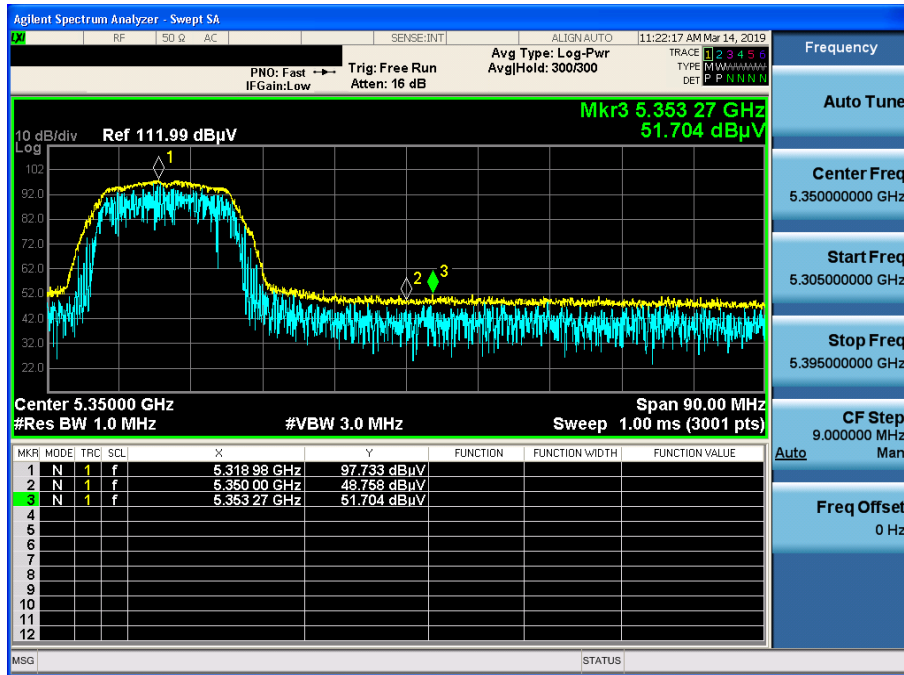 Agilent Spectrum Analyzer - Swept SA
LXI RF 50 Ω AC SENSE:INT ALIGN AUTO 11:22:17 AM Mar 14, 2019
PNO: Fast Trig: Free Run Avg Type: Log-Pwr TRACE 1 2 3 4 5 6
IFGain:Low Atten: 16 dB Avg|Hold: 300/300 TYPE M
DET P P N N N N
Mkr3 5.353 27 GHz
51.704 dBµV
10 dB/div Ref 111.99 dBµV
Log
102
92.0
82.0
72.0
62.0
52.0
42.0
32.0
22.0
1
2
3
Center 5.35000 GHz Span 90.00 MHz
#Res BW 1.0 MHz #VBW 3.0 MHz Sweep 1.00 ms (3001 pts)
MKR MODE TRC SCL X Y FUNCTION FUNCTION WIDTH FUNCTION VALUE
1 N 1 f 5.318 98 GHz 97.733 dBµV
2 N 1 f 5.350 00 GHz 48.758 dBµV
3 N 1 f 5.353 27 GHz 51.704 dBµV
4
5
6
7
8
9
10
11
12
MSG STATUS
Frequency
Auto Tune
Center Freq
5.350000000 GHz
Start Freq
5.305000000 GHz
Stop Freq
5.395000000 GHz
CF Step
9.000000 MHz
Auto Man
Freq Offset
0 Hz